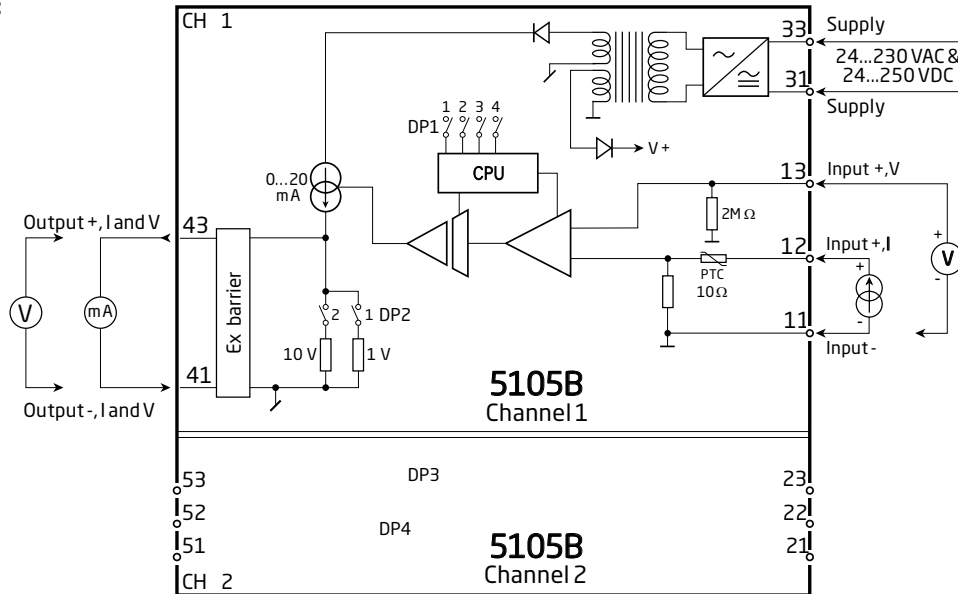 :
CH 1
33
Supply
24...230 VAC &
24...250 VDC
31
Supply
1 2 3 4
DP1
V +
CPU
0...20
mA
13
Input +,V
2M Ω
Output +, I and V
43
12
Input +,I
PTC
10 Ω
+
V
-
+
-
V
mA
Ex barrier
2
1
DP2
10 V
1 V
11
Input -
41
Output -, I and V
5105B
Channel 1
53
DP3
23
52
DP4
22
51
5105B
21
Channel 2
CH 2